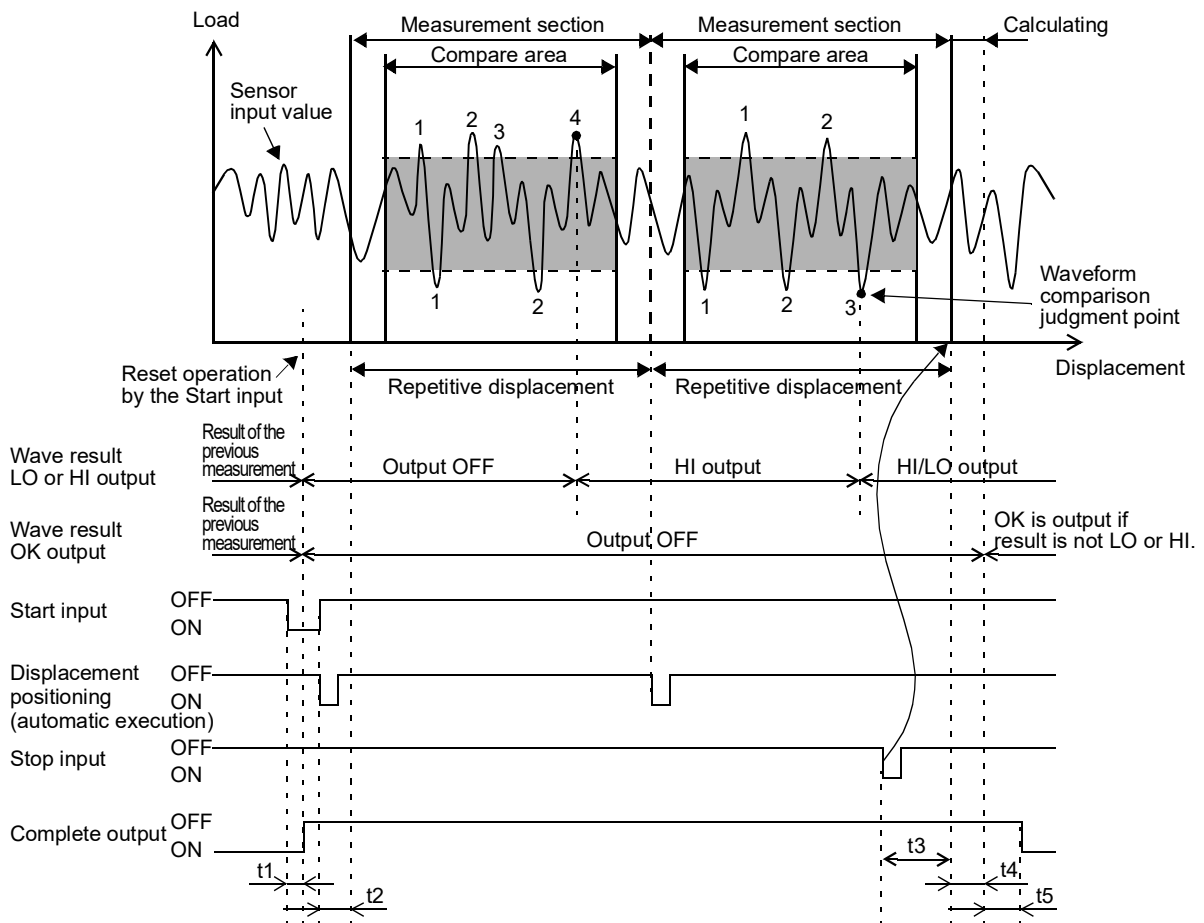 Load
Measurement section
Measurement section
Calculating
Compare area
Compare area
Sensor
input value
1
2
3
4
1
2
1
2
1
2
3
Waveform
comparison
judgment point
Displacement
Reset operation
by the Start input
Repetitive displacement
Repetitive displacement
Wave result
LO or HI output
Result of the
previous
measurement
Output OFF
HI output
HI/LO output
Wave result
OK output
Result of the
previous
measurement
Output OFF
OK is output if
result is not LO or HI.
Start input
OFF
ON
Displacement
positioning
(automatic execution)
OFF
ON
Stop input
OFF
ON
Complete output
OFF
ON
t1
t2
t3
t4
t5